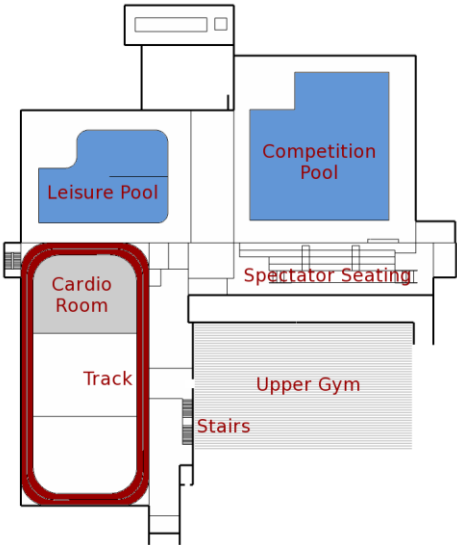 Competition
Pool
Leisure Pool
Spectator Seating
Cardio
Room
Track
Upper Gym
Stairs